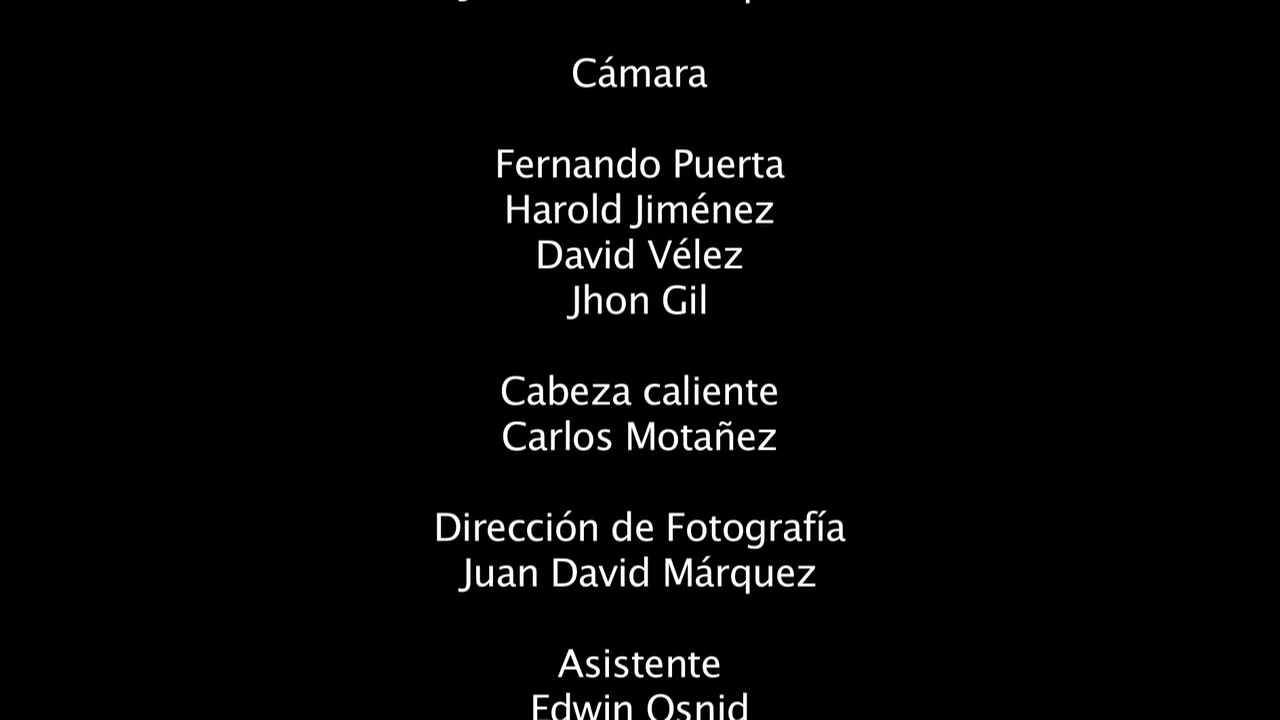 Cámara
Fernando Puerta
Harold Jiménez
David Vélez
Jhon Gil
Cabeza caliente
Carlos Motañez
Dirección de Fotografía
Juan David Márquez
Asistente
Edwin Osnid